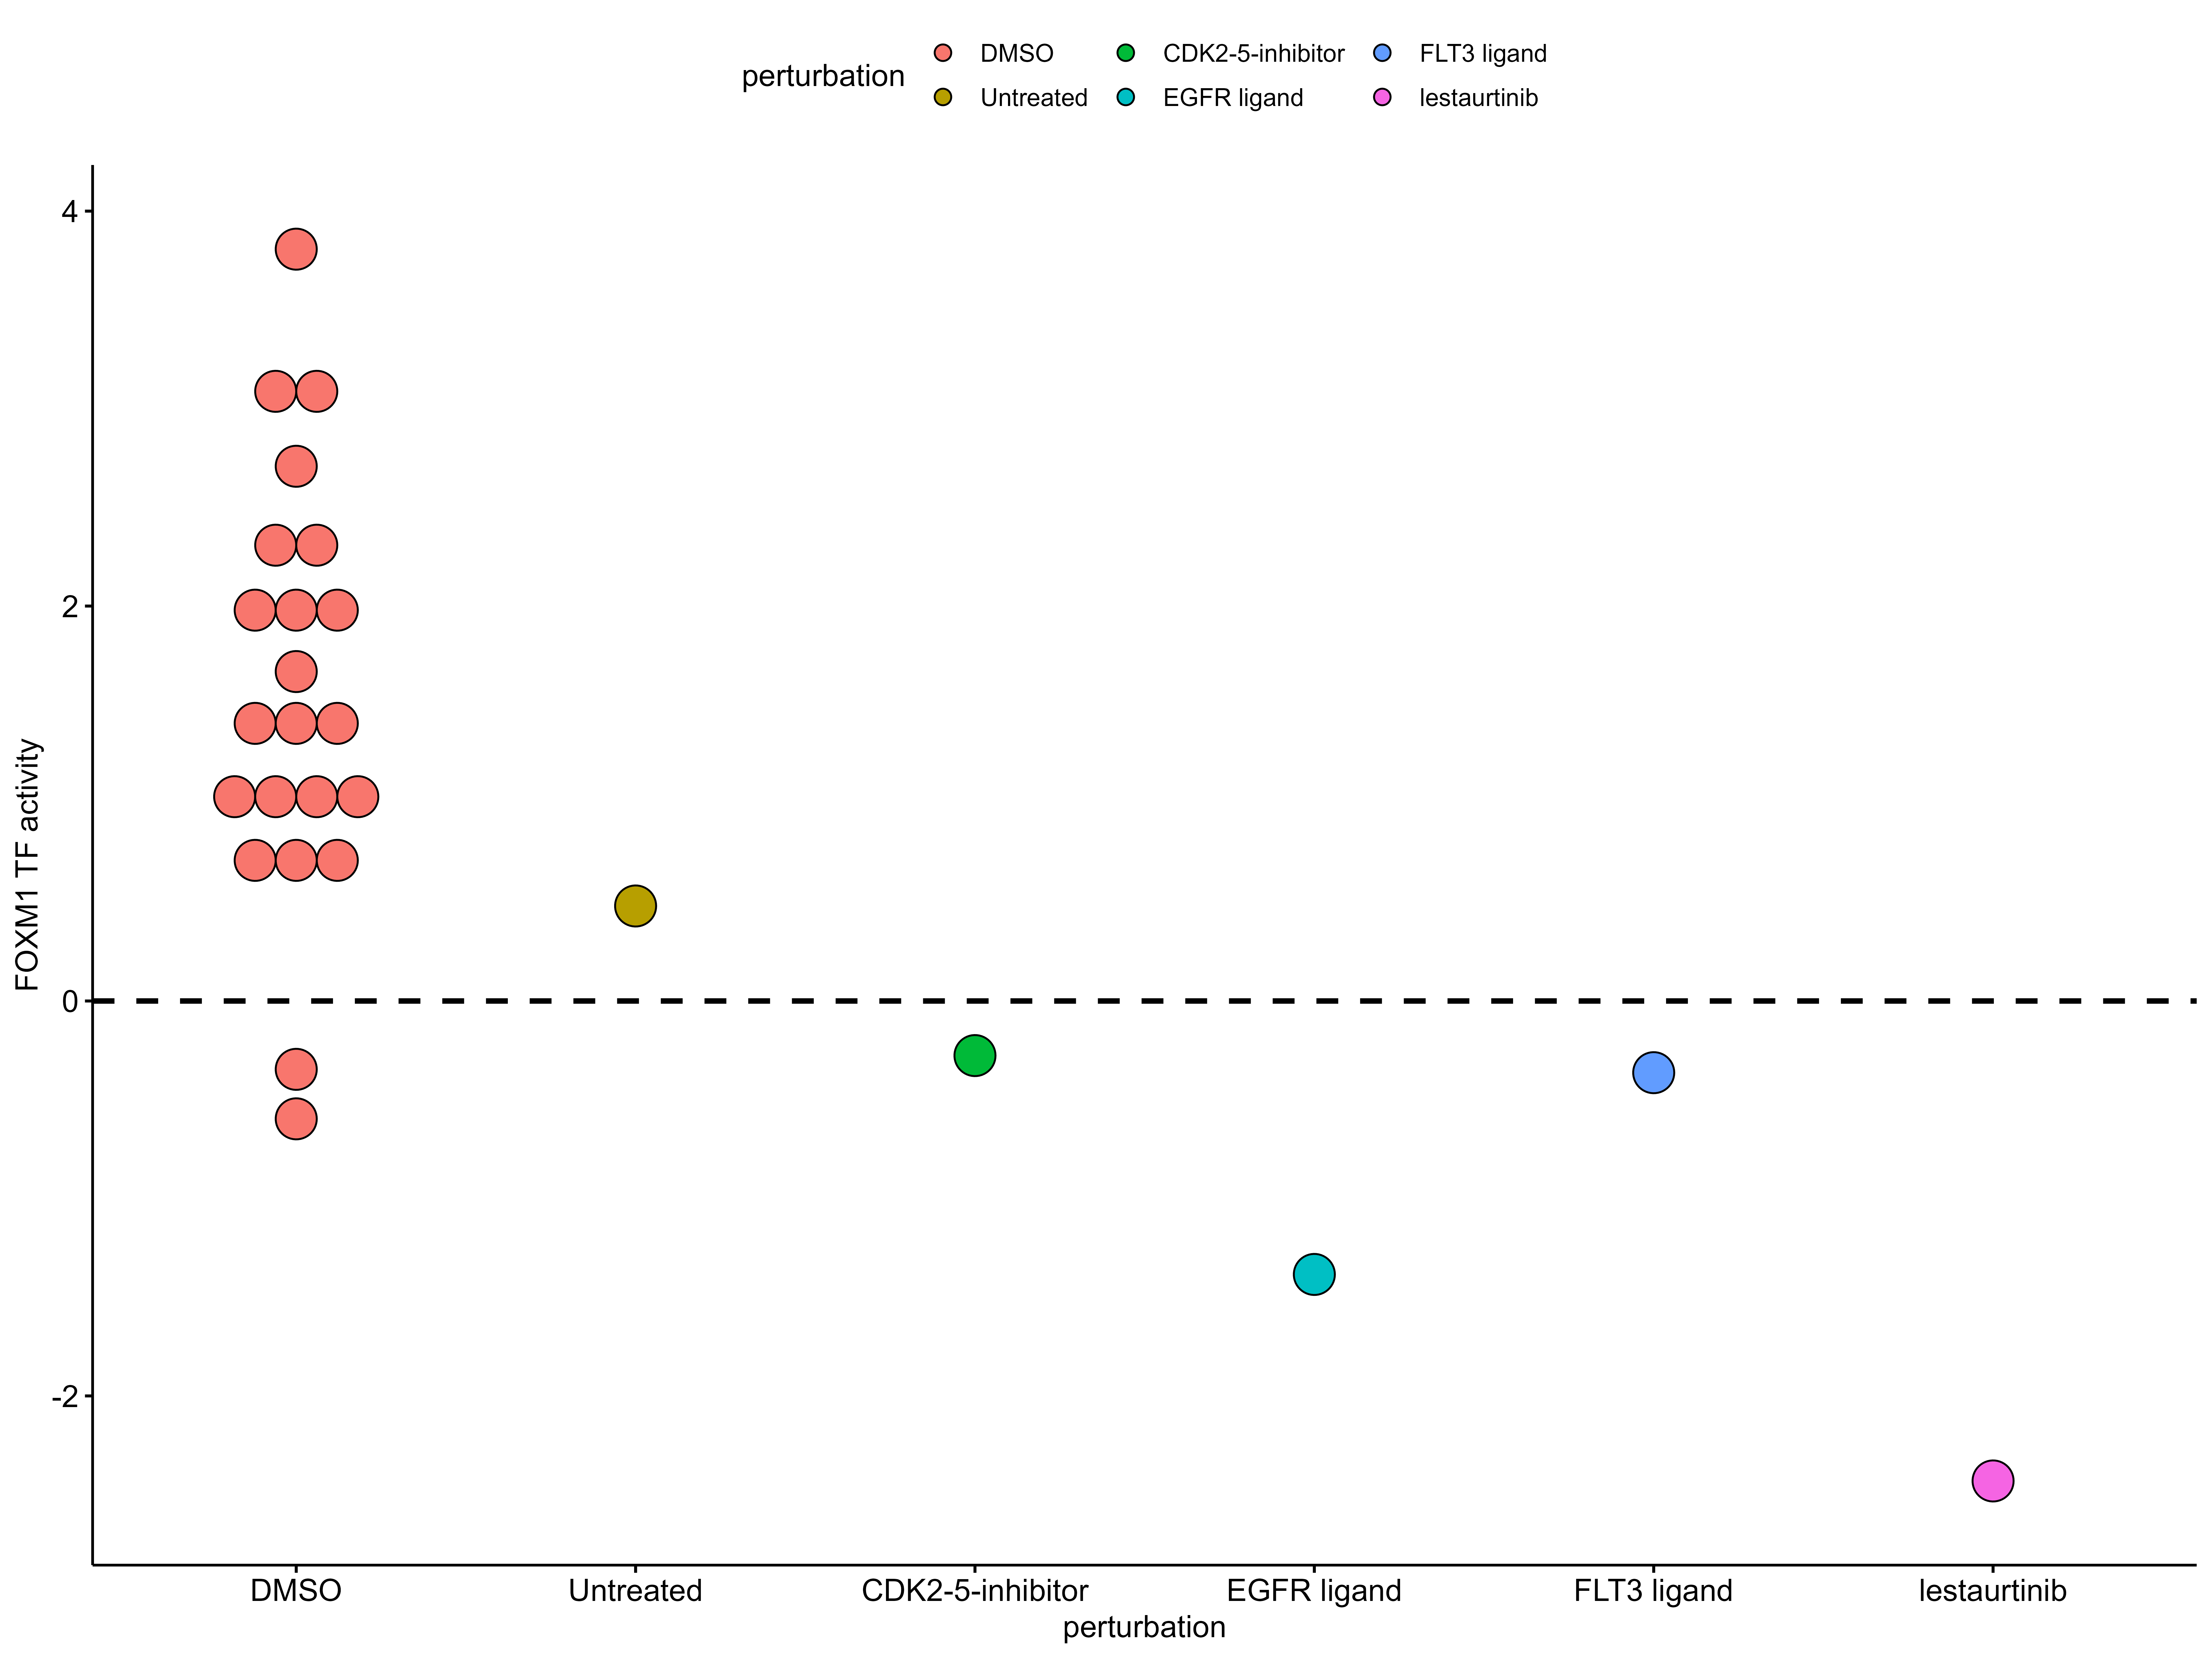 perturbation
DMSO
CDK2-5-inhibitor
FLT3 ligand
Untreated
EGFR ligand
lestaurtinib
FOXM1 TF activity
4
2
0
-2
DMSO Untreated CDK2-5-inhibitor EGFR ligand FLT3 ligand lestaurtinib
perturbation